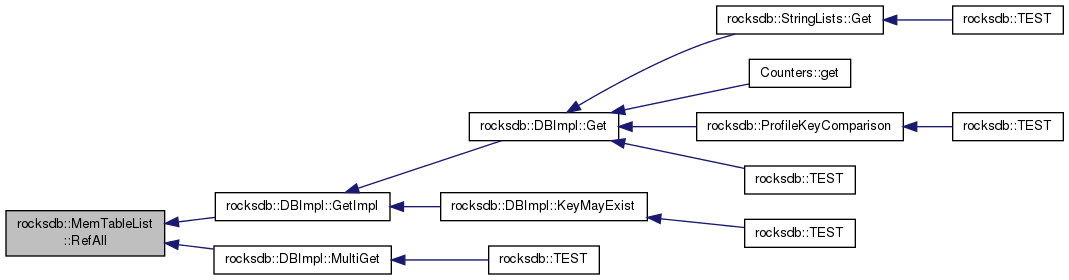 rocksdb::StringLists::Get
rocksdb::TEST
Counters::get
rocksdb::DBImpl::Get
rocksdb::ProfileKeyComparison
rocksdb::TEST
rocksdb::TEST
rocksdb::MemTableList
::RefAll
rocksdb::DBImpl::GetImpl
rocksdb::DBImpl::KeyMayExist
rocksdb::TEST
rocksdb::DBImpl::MultiGet
rocksdb::TEST